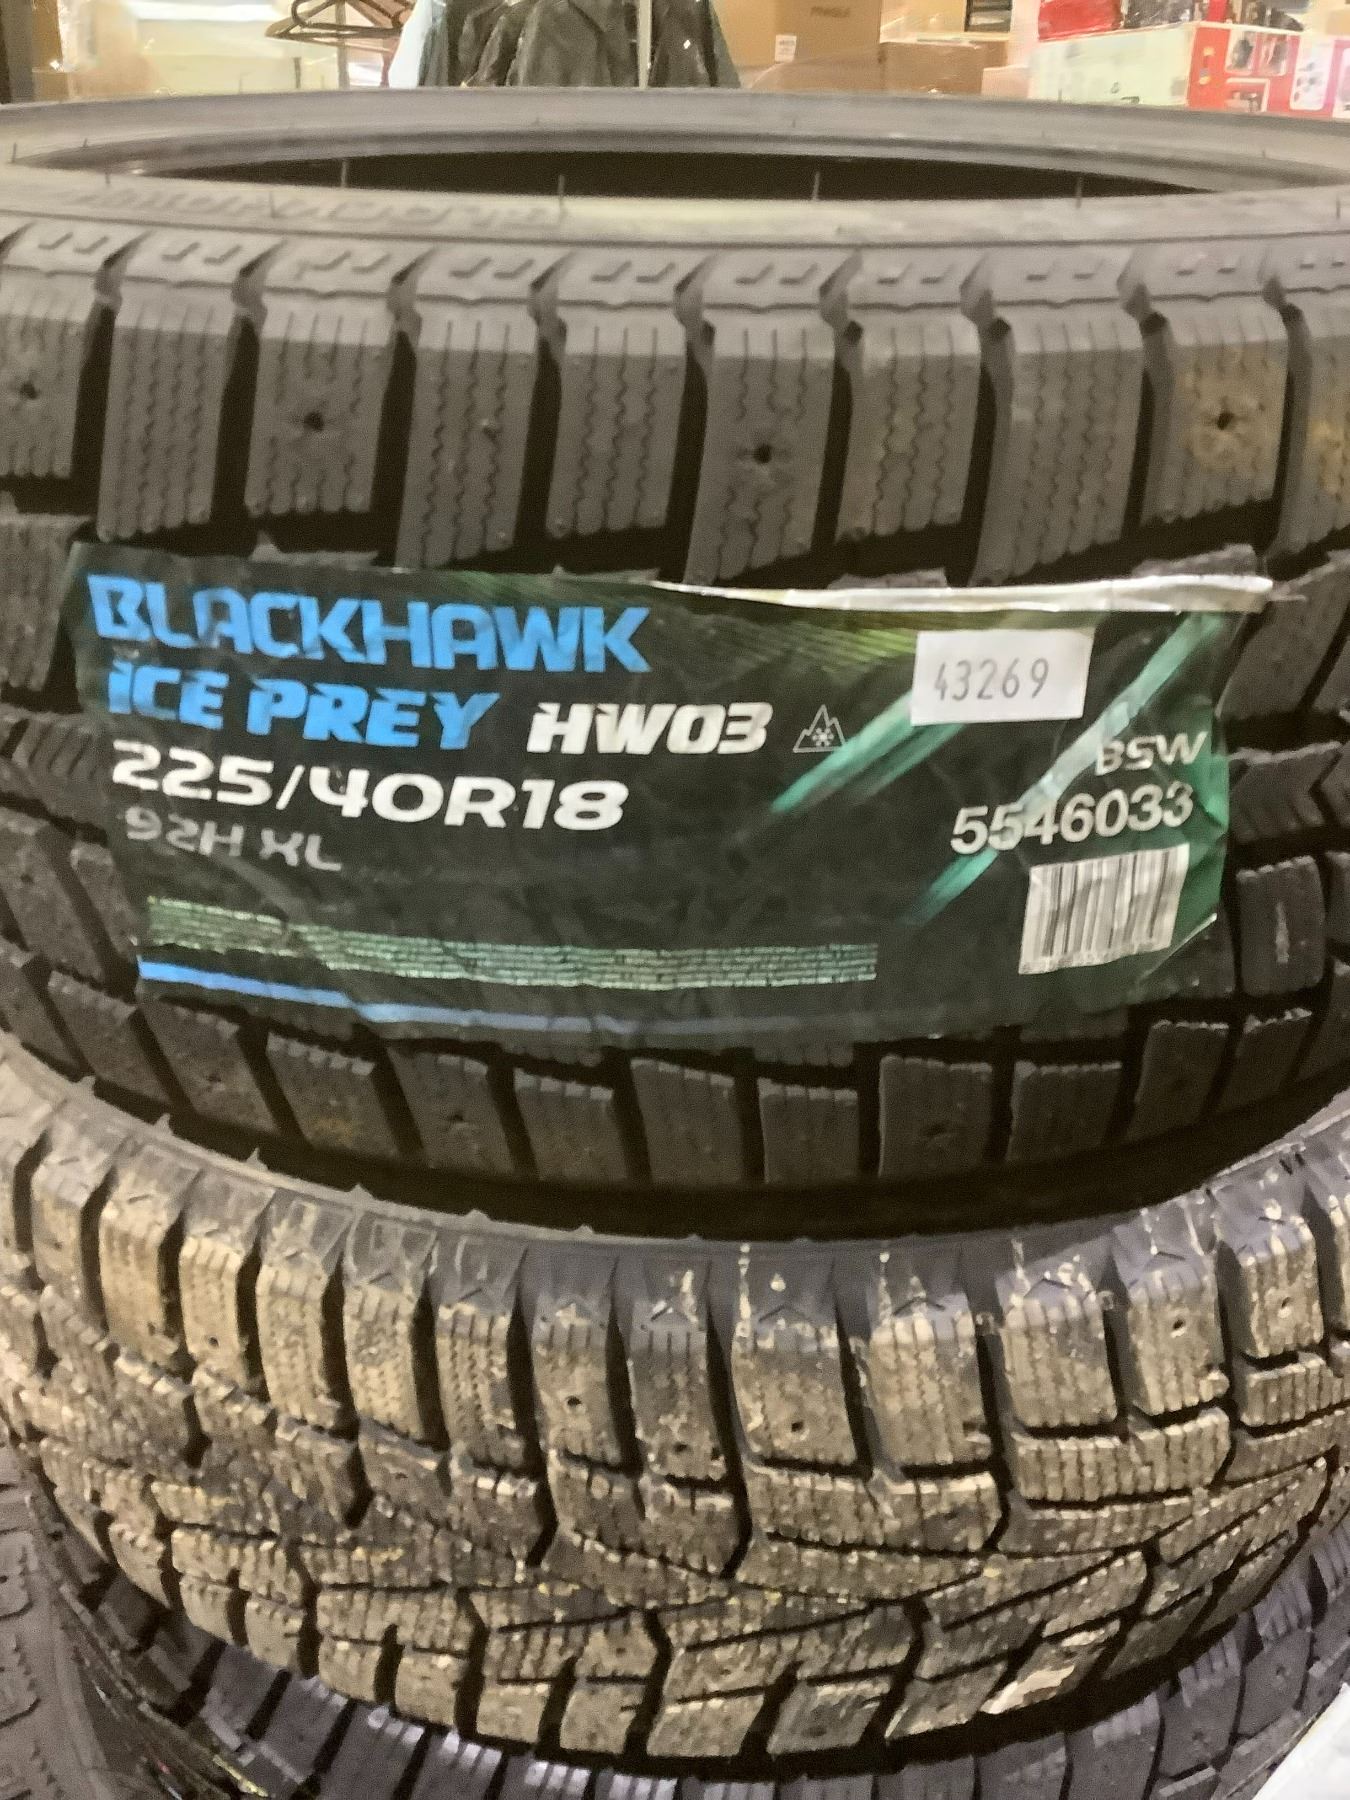 BLACKHAWK
ICE PREY HW03
225/40R18
92H XL
43269
BSW
5546033